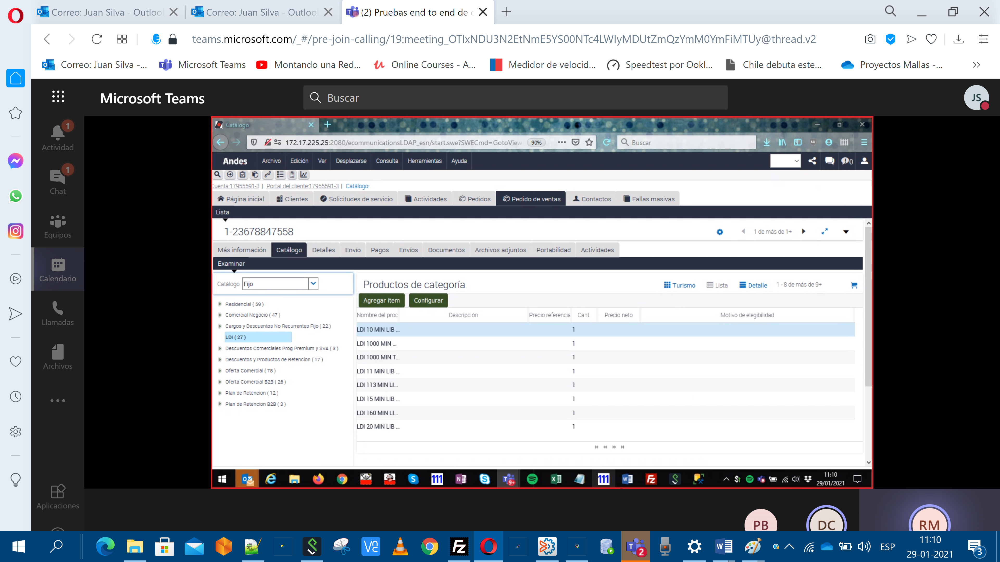 Correo: Juan Silva - Outlool
Correo: Juan Silva - Outlool
(2) Pruebas end to end de c
teams.microsoft.com/_#/pre-join-calling/19:meeting_OTIxNDU3N2EtNmE5YS00NTc4LWIyMDUtZmQzYmM0YmFiMTUy@thread.v2
Correo: Juan Silva -...
Microsoft Teams
Montando una Red...
Online Courses - A...
Medidor de velocid...
Speedtest por Ookl...
Chile debuta este...
Proyectos Mallas -...
Microsoft Teams
Buscar
JS
1
Actividad
1
Chat
Equipos
Calendario
Llamadas
Archivos
Aplicaciones
Catálogo
172.17.225.25:2080/ecommunicationsLDAP_esn/start.swe?SWECmd=GotoView
90%
Buscar
Andes
Archivo
Edición
Ver
Desplazarse
Consulta
Herramientas
Ayuda
0
Cuenta:17955591-3 | Portal del cliente:17955591-3 | Catálogo:
Página inicial
Clientes
Solicitudes de servicio
Actividades
Pedidos
Pedido de ventas
Contactos
Fallas masivas
Lista
1-23678847558
1 de más de 1+
Más información
Catálogo
Detalles
Envío
Pagos
Envíos
Documentos
Archivos adjuntos
Portabilidad
Actividades
Examinar
Catálogo Fijo
Residencial ( 59 )
Comercial Negocio ( 47 )
Cargos y Descuentos No Recurrentes Fijo ( 22 )
LDI ( 27 )
Descuentos Comerciales Prog Premium y SVA ( 3 )
Descuentos y Productos de Retencion ( 17 )
Oferta Comercial ( 78 )
Oferta Comercial B2B ( 26 )
Plan de Retencion ( 12 )
Plan de Retencion B2B ( 3 )
Productos de categoría
Turismo
Lista
Detalle
1 - 8 de más de 9+
Agregar ítem
Configurar
Nombre del proc
Descripción
Precio referencia
Cant.
Precio neto
Motivo de elegibilidad
LDI 10 MIN LIB ... 1
LDI 1000 MIN ... 1
LDI 1000 MIN T... 1
LDI 11 MIN LIB ... 1
LDI 113 MIN LI... 1
LDI 15 MIN LIB ... 1
LDI 160 MIN LI... 1
LDI 20 MIN LIB ... 1
111
9+
111
11:10
29/01/2021
PB
DC
RM
2
ESP
11:10
29-01-2021
3